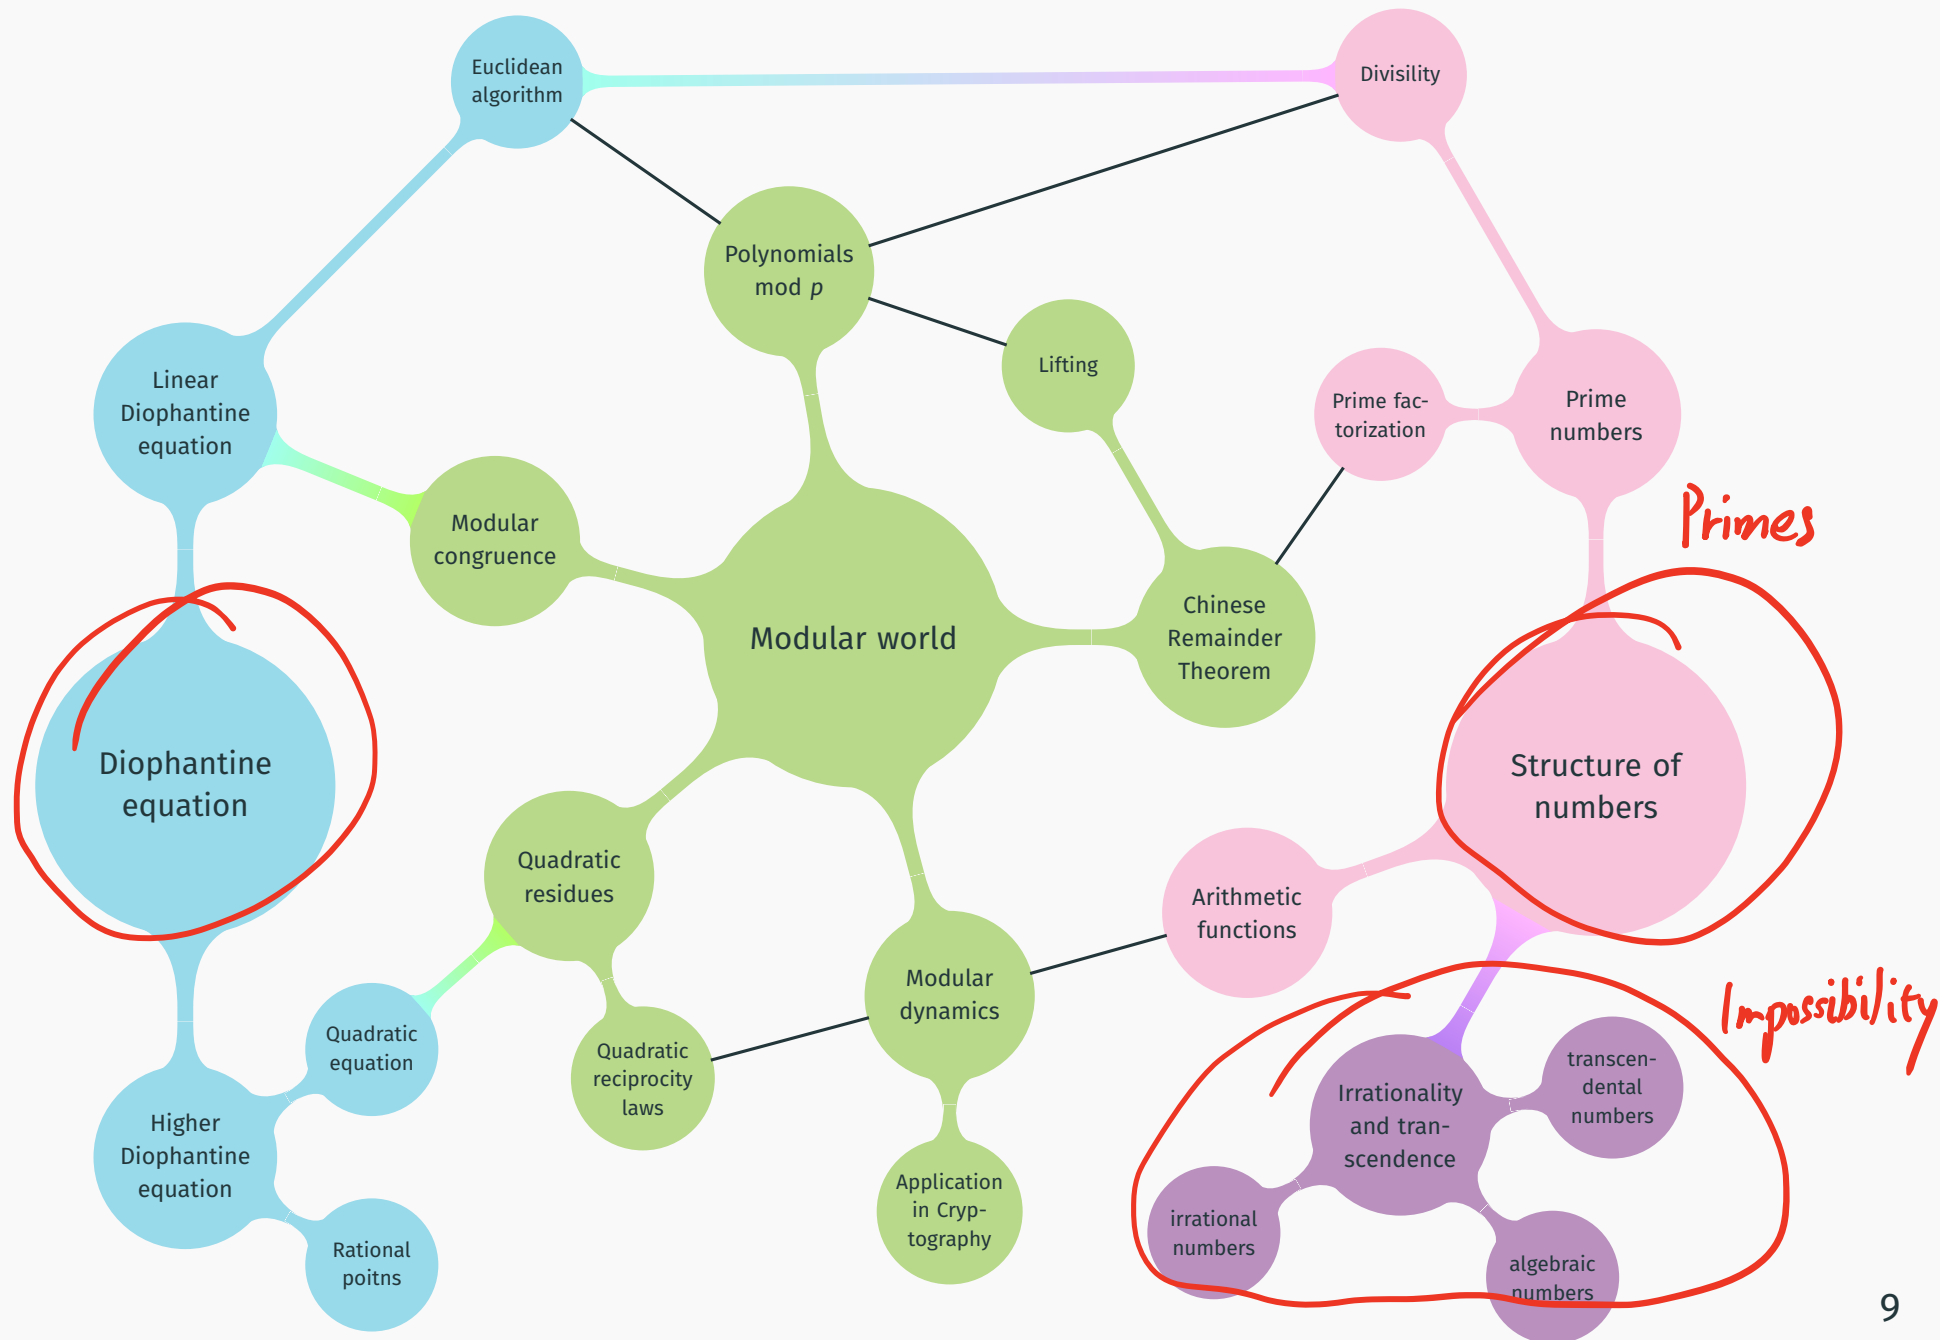 Euclidean
algorithm
Divisility
Polynomials
mod p
Lifting
Linear
Diophantine
equation
Prime fac-
torization
Prime
numbers
Primes
Modular
congruence
Modular world
Chinese
Remainder
Theorem
Diophantine
equation
Structure of
numbers
Quadratic
residues
Arithmetic
functions
Modular
dynamics
Impossibility
Quadratic
equation
Quadratic
reciprocity
laws
Irrationality
and tran-
scendence
transcen-
dental
numbers
Higher
Diophantine
equation
Application
in Cryp-
tography
irrational
numbers
Rational
poitns
algebraic
numbers
9